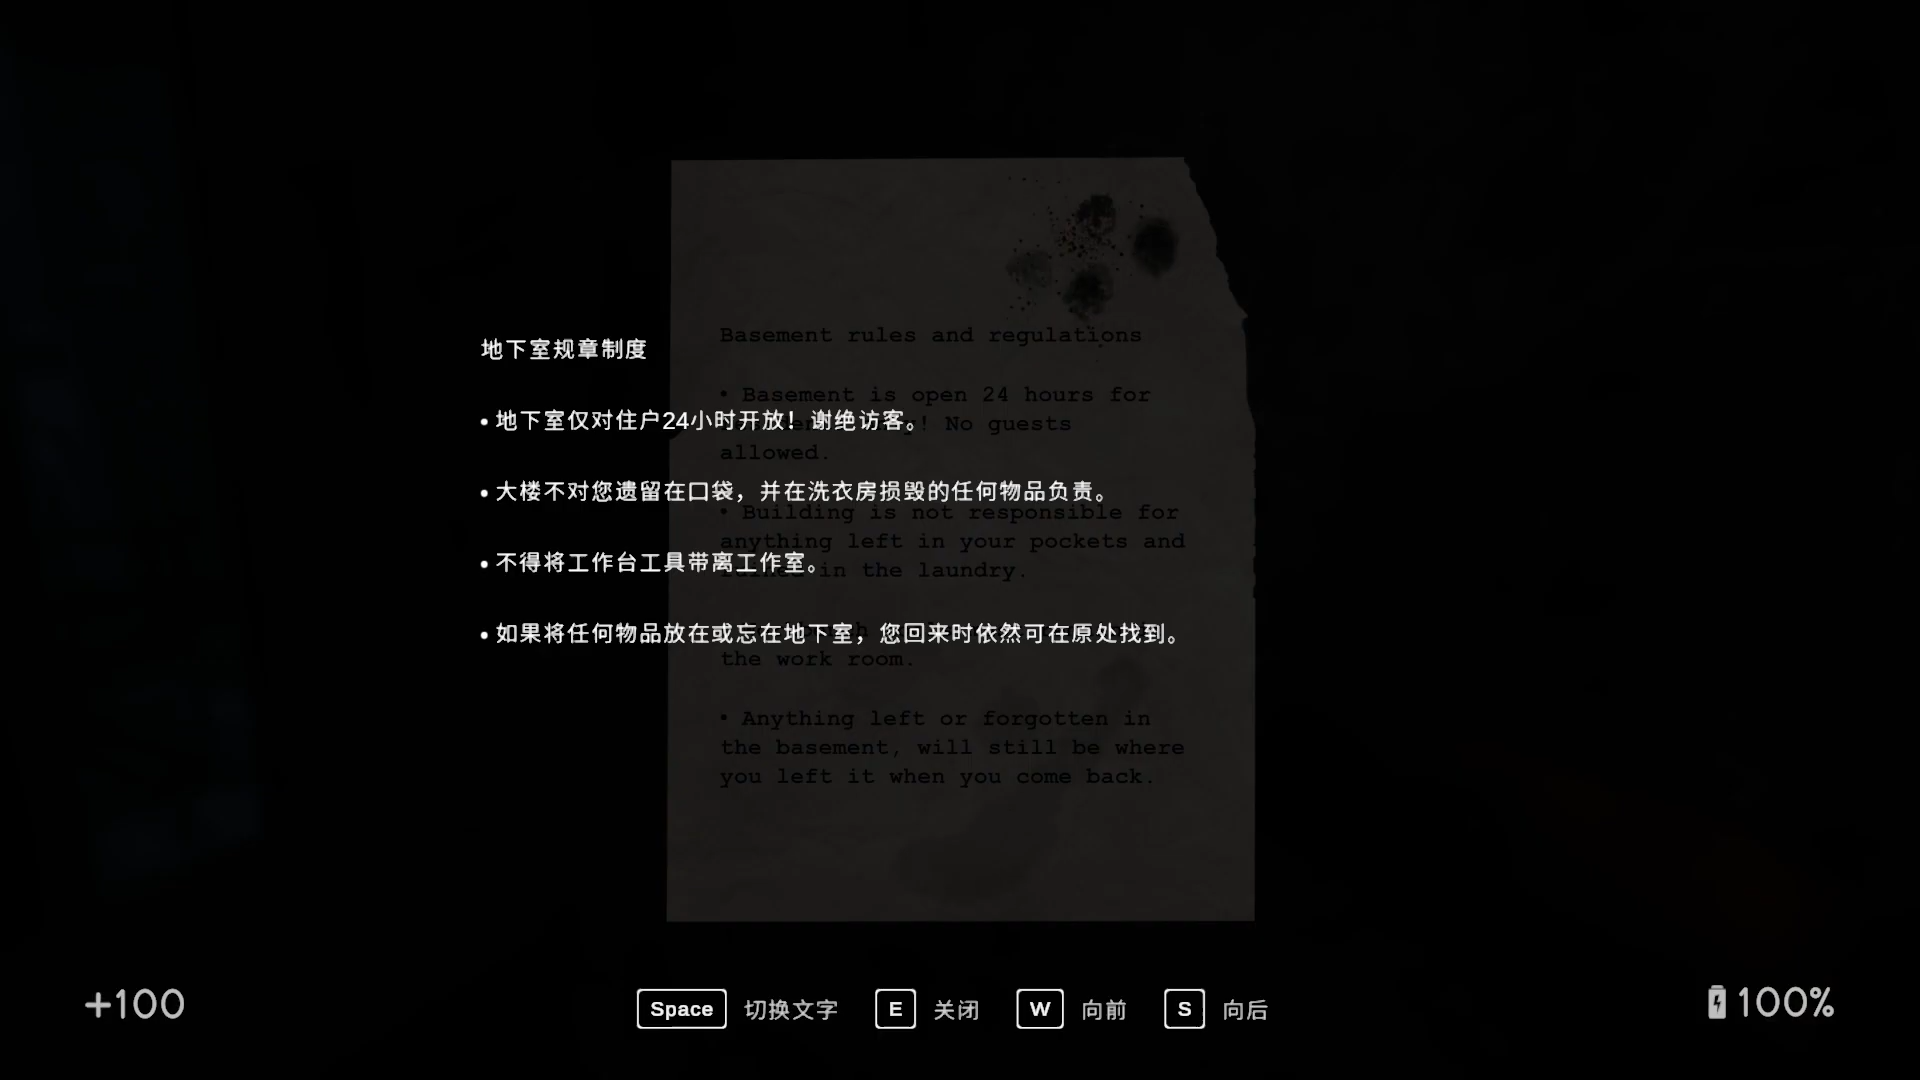 地下室规章制度
• 地下室仅对住户24小时开放！谢绝访客。
• 大楼不对您遗留在口袋，并在洗衣房损毁的任何物品负责。
• 不得将工作台工具带离工作室。
• 如果将任何物品放在或忘在地下室，您回来时依然可在原处找到。
Basement rules and regulations
• Basement is open 24 hours for
! No guests
allowed.
• Building is not responsible for
anything left in your pockets and
in the laundry.
the work room.
• Anything left or forgotten in
the basement, will still be where
you left it when you come back.
+100
Space 切换文字 E 关闭 W 向前 S 向后
100%